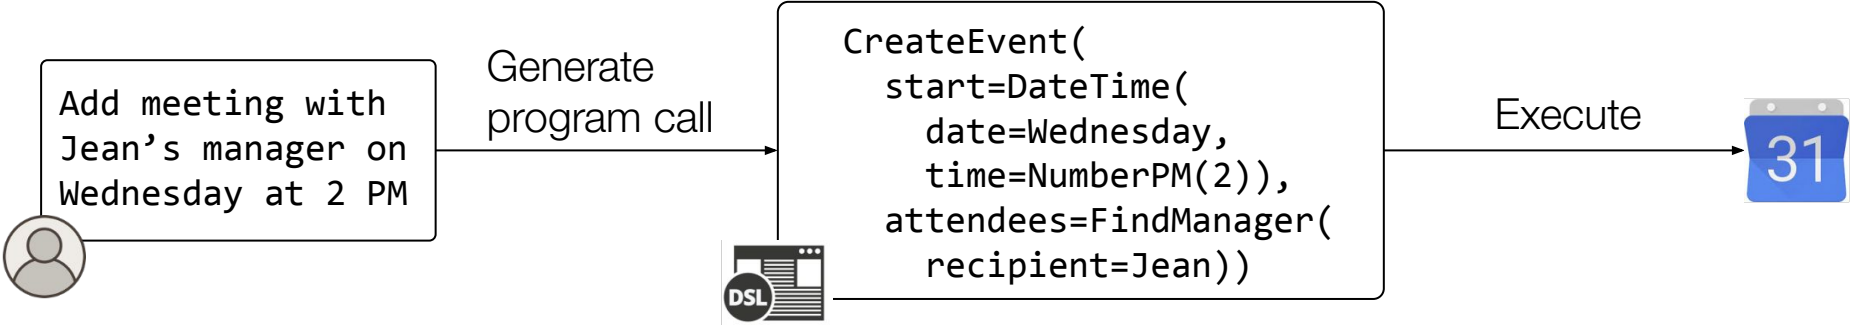 Add meeting with
Jean’s manager on
Wednesday at 2 PM
Generate
program call
CreateEvent(
start=DateTime(
date=Wednesday,
time=NumberPM(2)),
attendees=FindManager(
recipient=Jean))
DSL
Execute
31